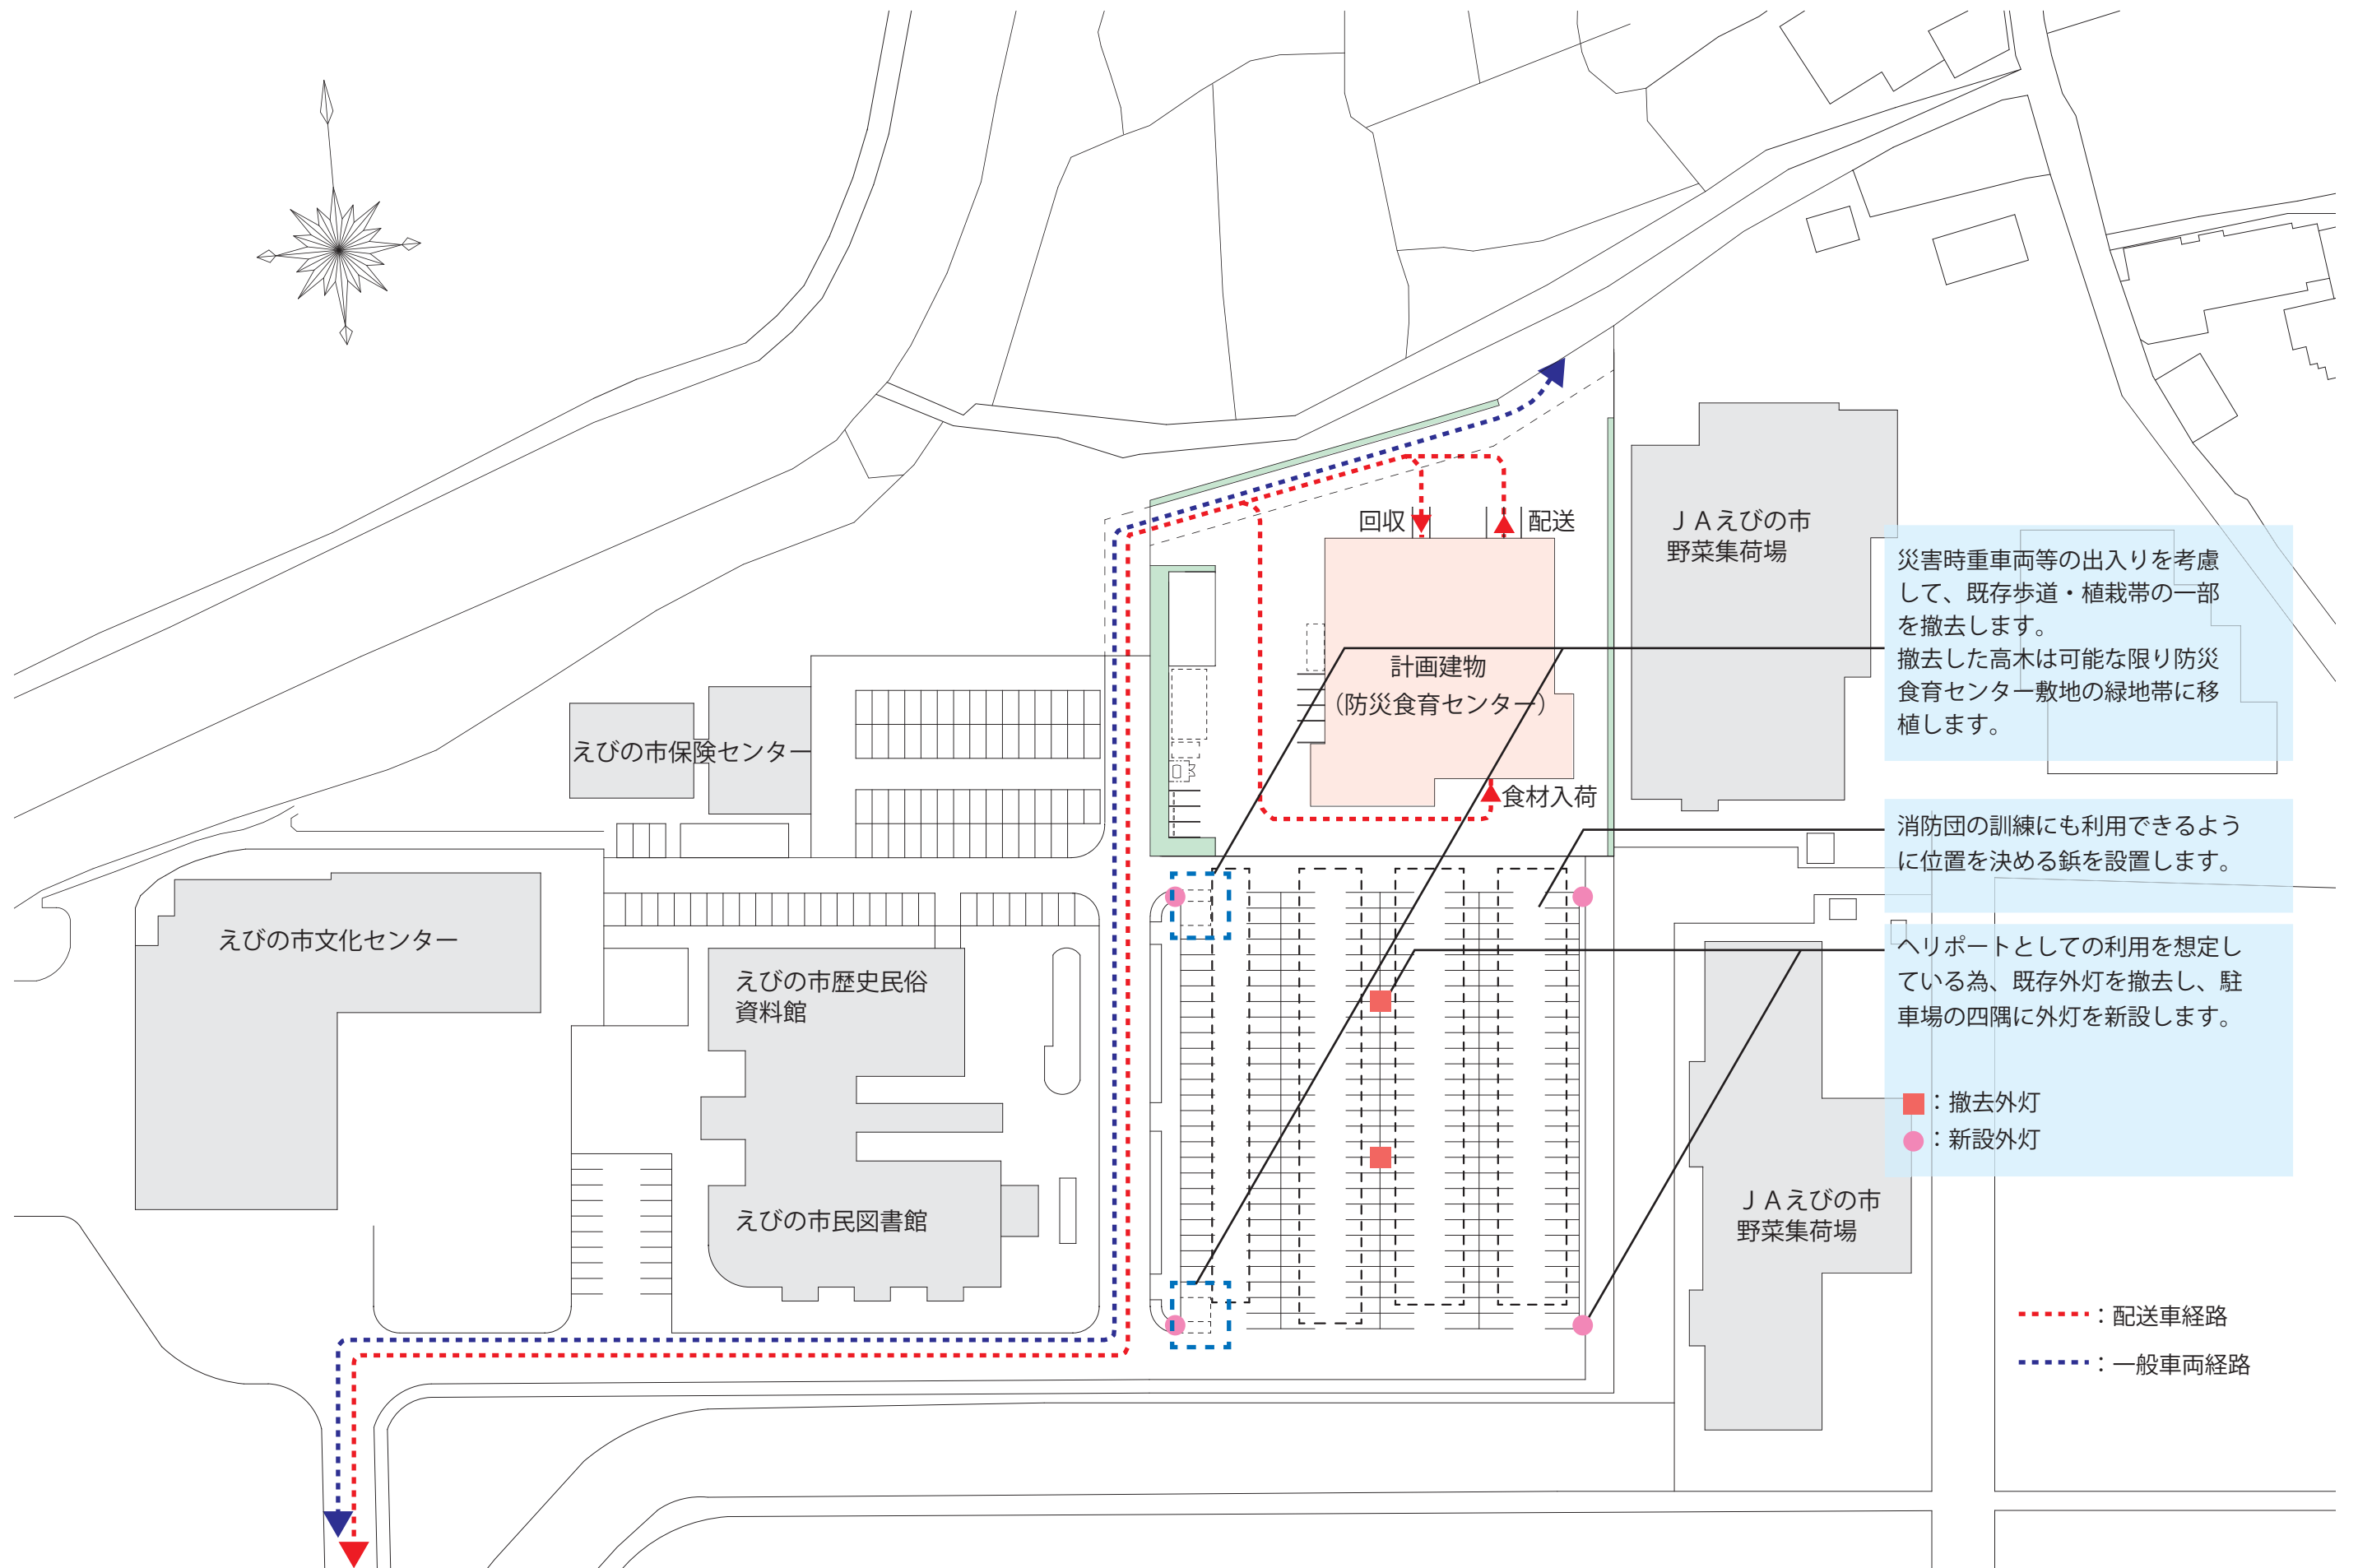 回収
配送
ＪＡえびの市
野菜集荷場
災害時重車両等の出入りを考慮
して、既存歩道・植栽帯の一部
を撤去します。
撤去した高木は可能な限り防災
食育センター敷地の緑地帯に移
植します。
計画建物
（防災食育センター）
えびの市保険センター
食材入荷
消防団の訓練にも利用できるよう
に位置を決める鋲を設置します。
えびの市文化センター
えびの市歴史民俗
資料館
ヘリポートとしての利用を想定し
ている為、既存外灯を撤去し、駐
車場の四隅に外灯を新設します。
：撤去外灯
：新設外灯
えびの市民図書館
ＪＡえびの市
野菜集荷場
：配送車経路
：一般車両経路